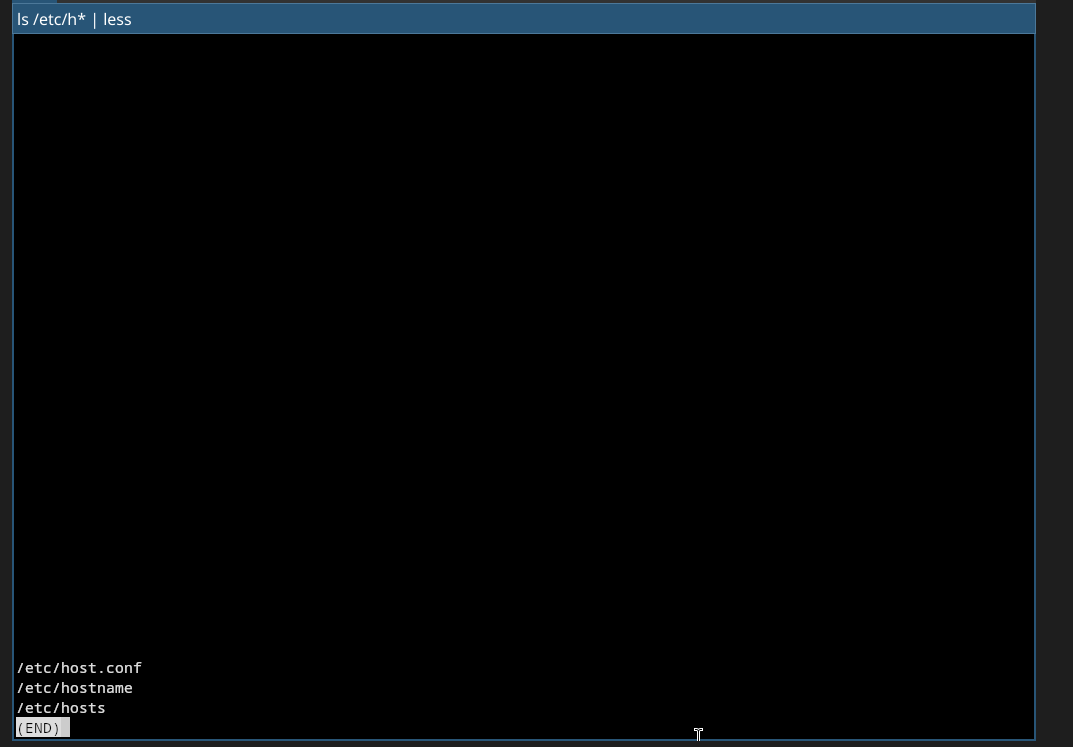 ls /etc/h* | less
/etc/host.conf
/etc/hostname
/etc/hosts
(END)